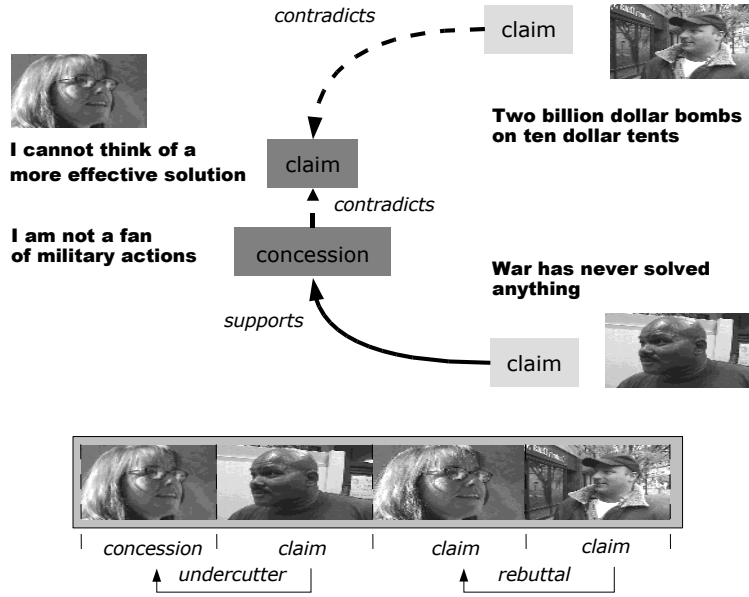 contradicts
claim
Two billion dollar bombs
on ten dollar tents
I cannot think of a
more effective solution
claim
contradicts
I am not a fan
of military actions
concession
War has never solved
anything
supports
claim
concession
claim
claim
claim
undercutter
rebuttal